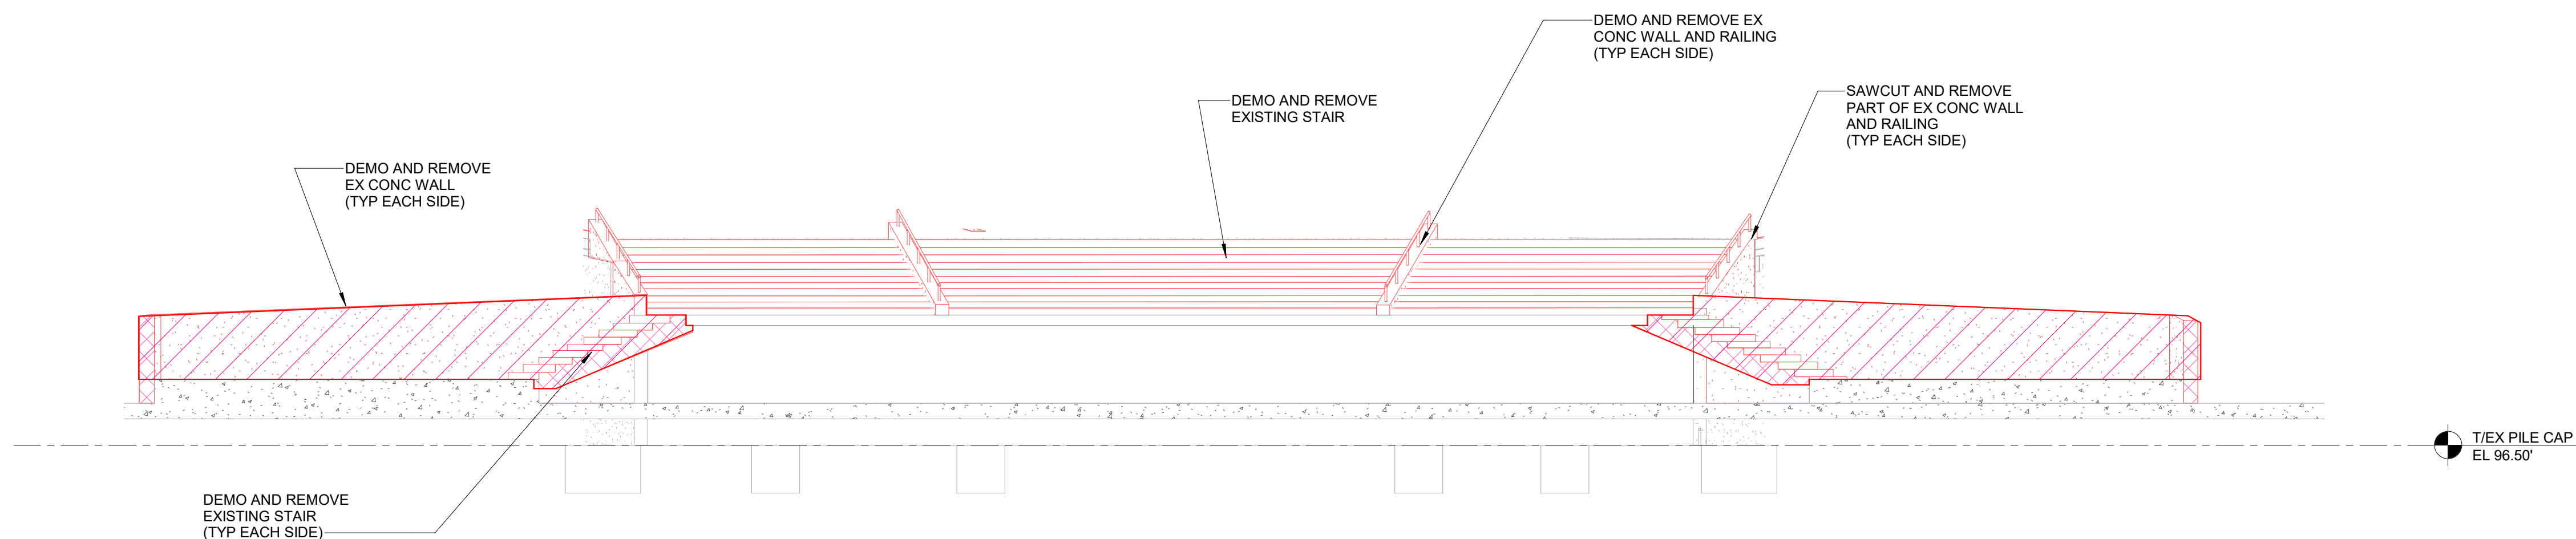 DEMO AND REMOVE EX
CONC WALL AND RAILING
(TYP EACH SIDE)
DEMO AND REMOVE
EXISTING STAIR
SAWCUT AND REMOVE
PART OF EX CONC WALL
AND RAILING
(TYP EACH SIDE)
DEMO AND REMOVE
EX CONC WALL
(TYP EACH SIDE)
T/EX PILE CAP
EL 96.50'
DEMO AND REMOVE
EXISTING STAIR
(TYP EACH SIDE)